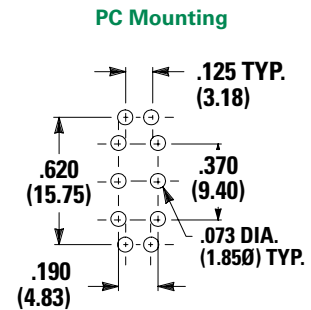 PC Mounting
.125 TYP.
(3.18)
.620
(15.75)
.370
(9.40)
.073 DIA.
(1.85Ø) TYP.
.190
(4.83)